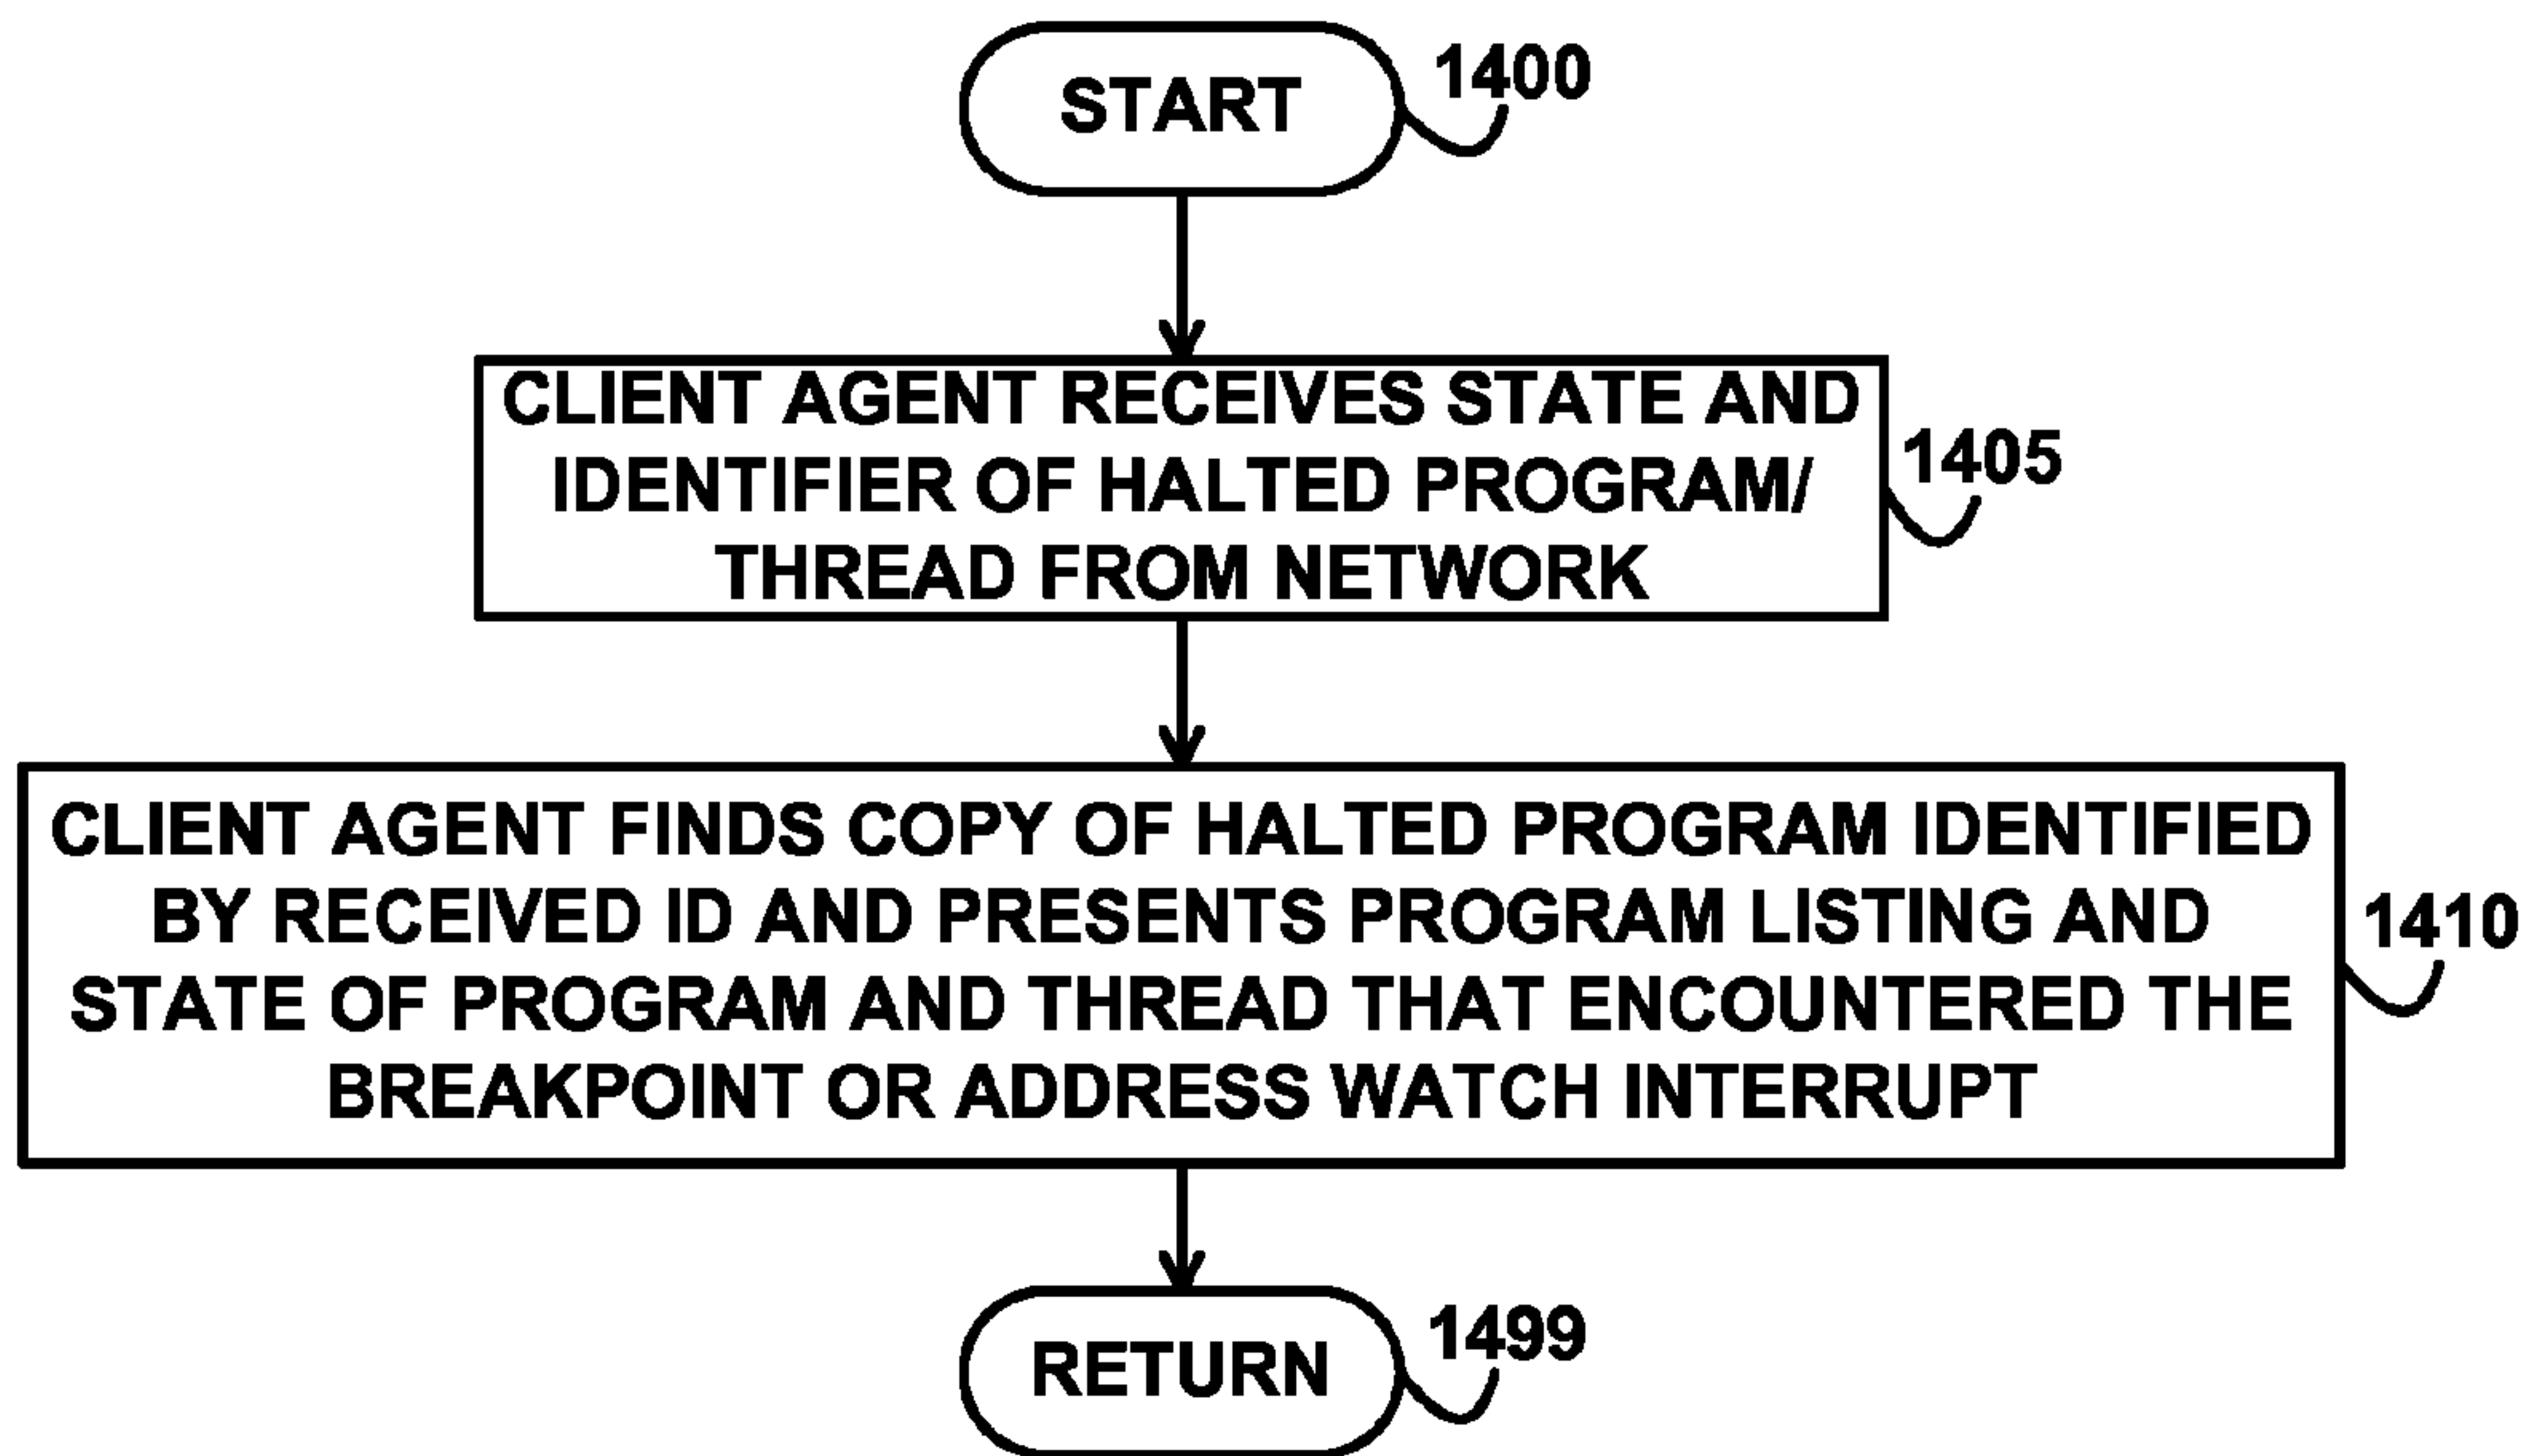 START
1400
CLIENT AGENT RECEIVES STATE AND
IDENTIFIER OF HALTED PROGRAM/
THREAD FROM NETWORK
1405
CLIENT AGENT FINDS COPY OF HALTED PROGRAM IDENTIFIED
BY RECEIVED ID AND PRESENTS PROGRAM LISTING AND
STATE OF PROGRAM AND THREAD THAT ENCOUNTERED THE
BREAKPOINT OR ADDRESS WATCH INTERRUPT
1410
RETURN
1499